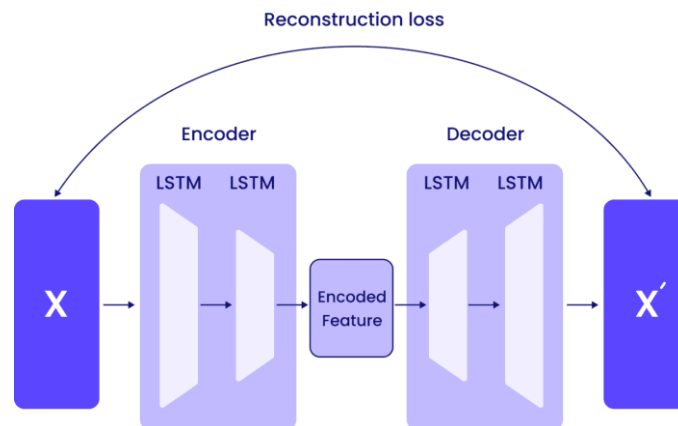 Reconstruction loss
Encoder
Decoder
LSTM LSTM
LSTM LSTM
X
Encoded
Feature
X′